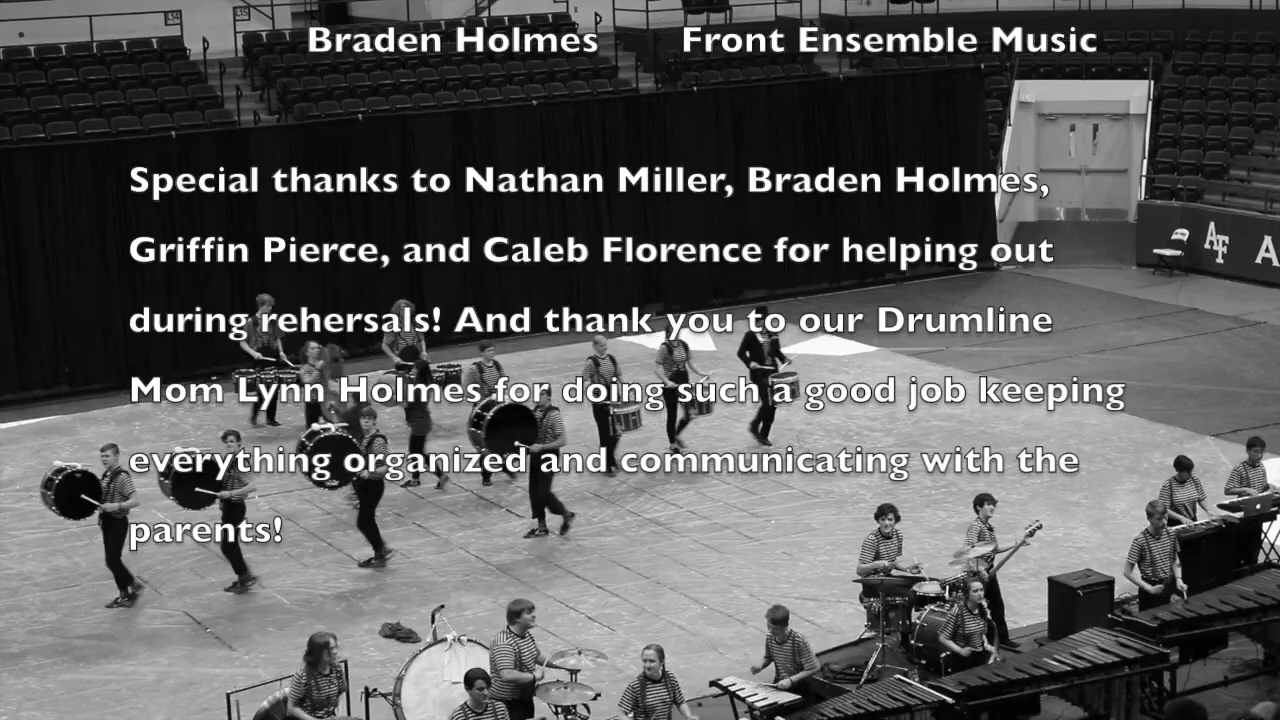 Braden Holmes Front Ensemble Music
Special thanks to Nathan Miller, Braden Holmes,
Griffin Pierce, and Caleb Florence for helping out
during rehersals! And thank you to our Drumline
Mom Lynn Holmes for doing such a good job keeping
everything organized and communicating with the
parents!
AF A